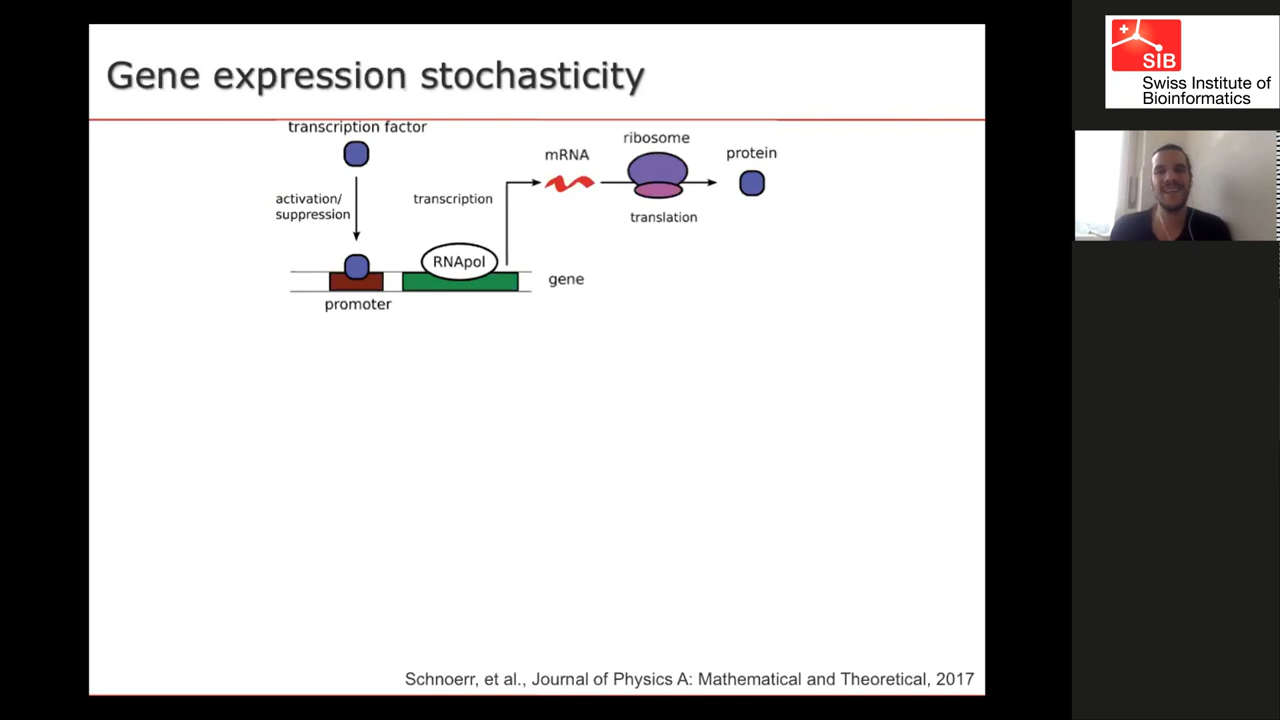 Gene expression stochasticity
transcription factor
activation/
suppression
promoter
transcription
RNApol
gene
mRNA
ribosome
translation
protein
Schnoerr, et al., Journal of Physics A: Mathematical and Theoretical, 2017
SIB
Swiss Institute of
Bioinformatics